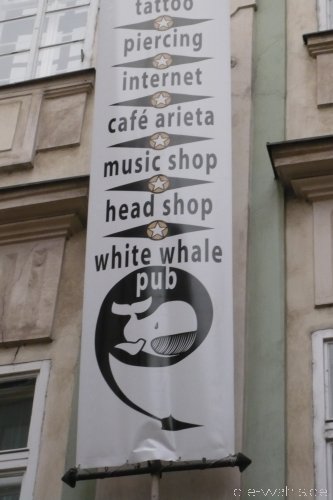 tattoo
piercing
internet
café arieta
music shop
head shop
white whale
pub